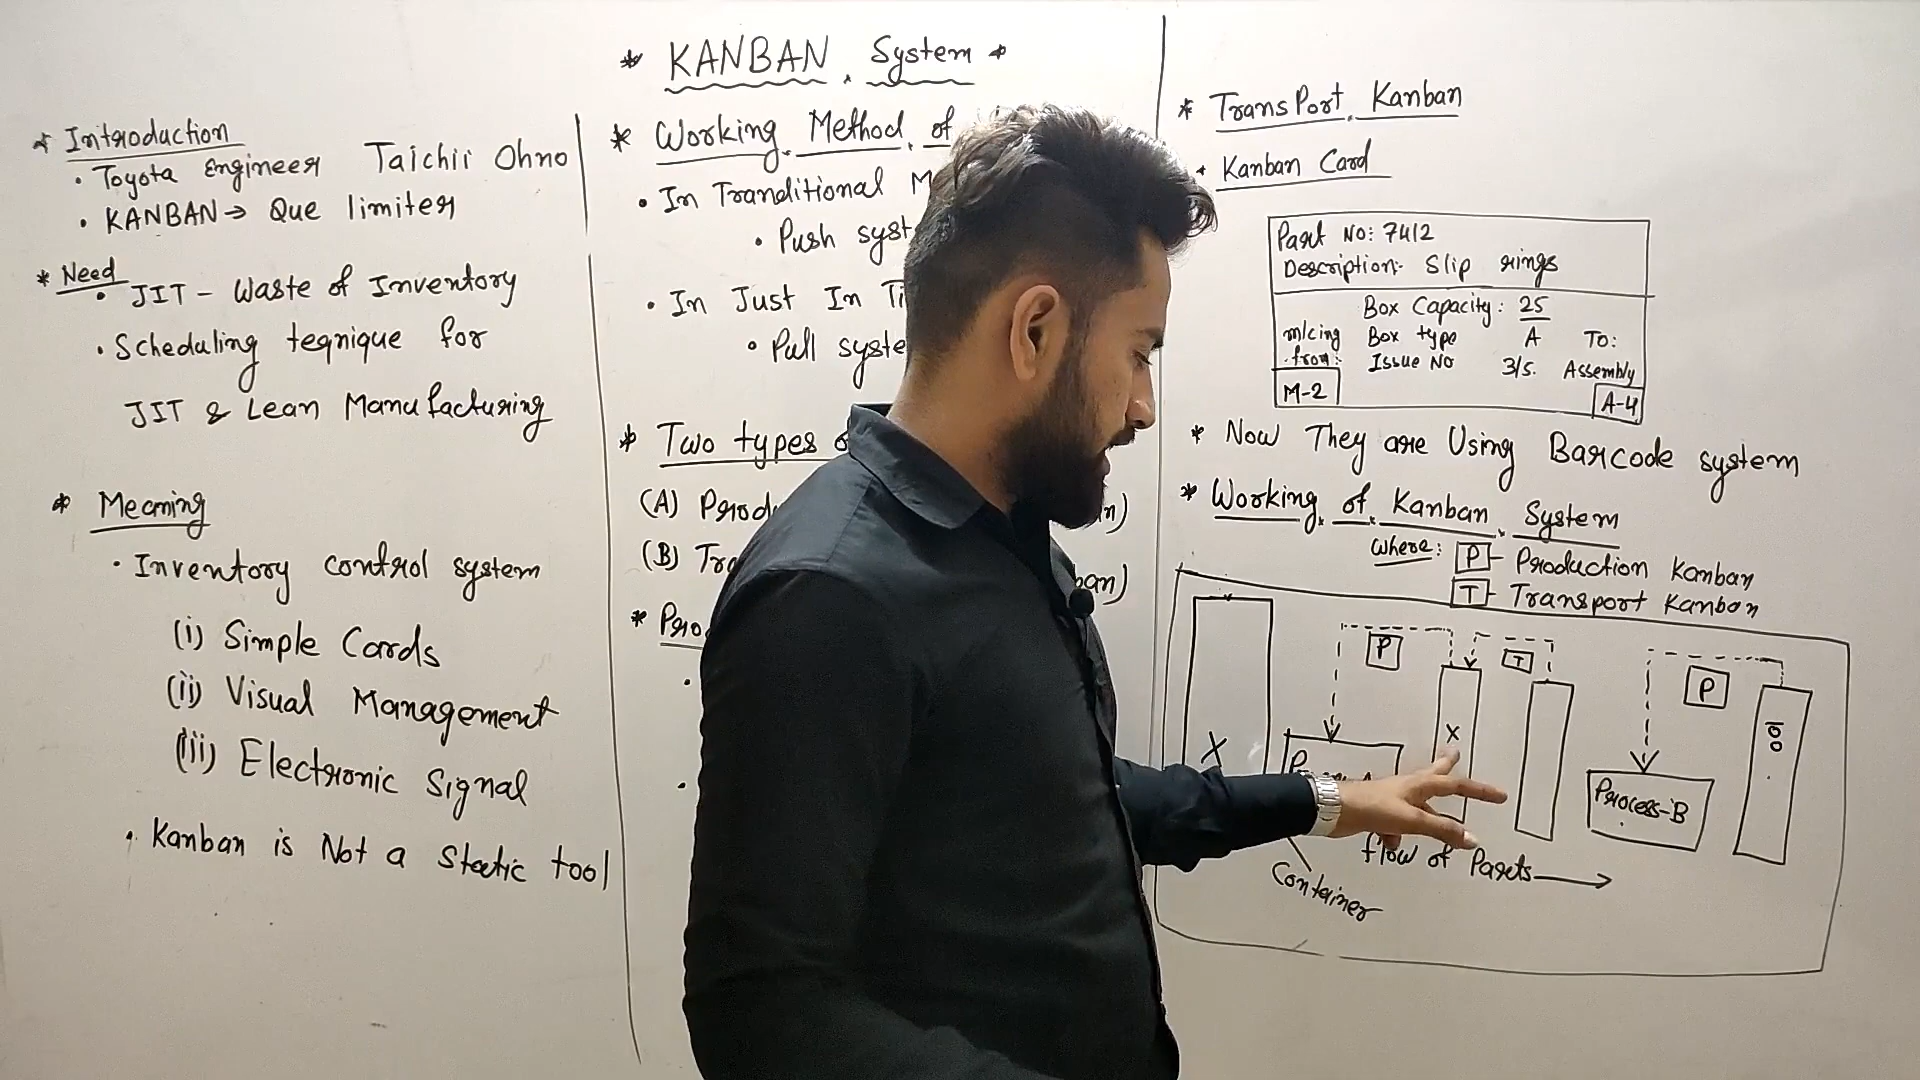 * KANBAN System *
* Introduction
• Toyota Engineer Taichii Ohno
• KANBAN → Que limiter
* Need
• JIT - Waste of Inventory
• Scheduling teqnique for
JIT & Lean Manufacturing
* Meaning
• Inventory control system
(i) Simple Cards
(ii) Visual Management
(iii) Electronic Signal
• Kanban is Not a Static tool
* Working Method of
• In Tranditional M
• Push syst
• In Just In Ti
• Pull syste
* Two types o
(A) Prod
(B) Tra
* Pro
* Transport Kanban
* Kanban Card
Part No: 7412
Description:- Slip rings
Box Capacity: 25
m/cing Box type A To:
from: Issue No 3/5. Assembly
M-2 A-4
* Now They are Using Barcode system
* Working of Kanban System
Where: P - Production Kanban
T - Transport Kanban
P T P
X X 100
Process-B
flow of Parts →
Container